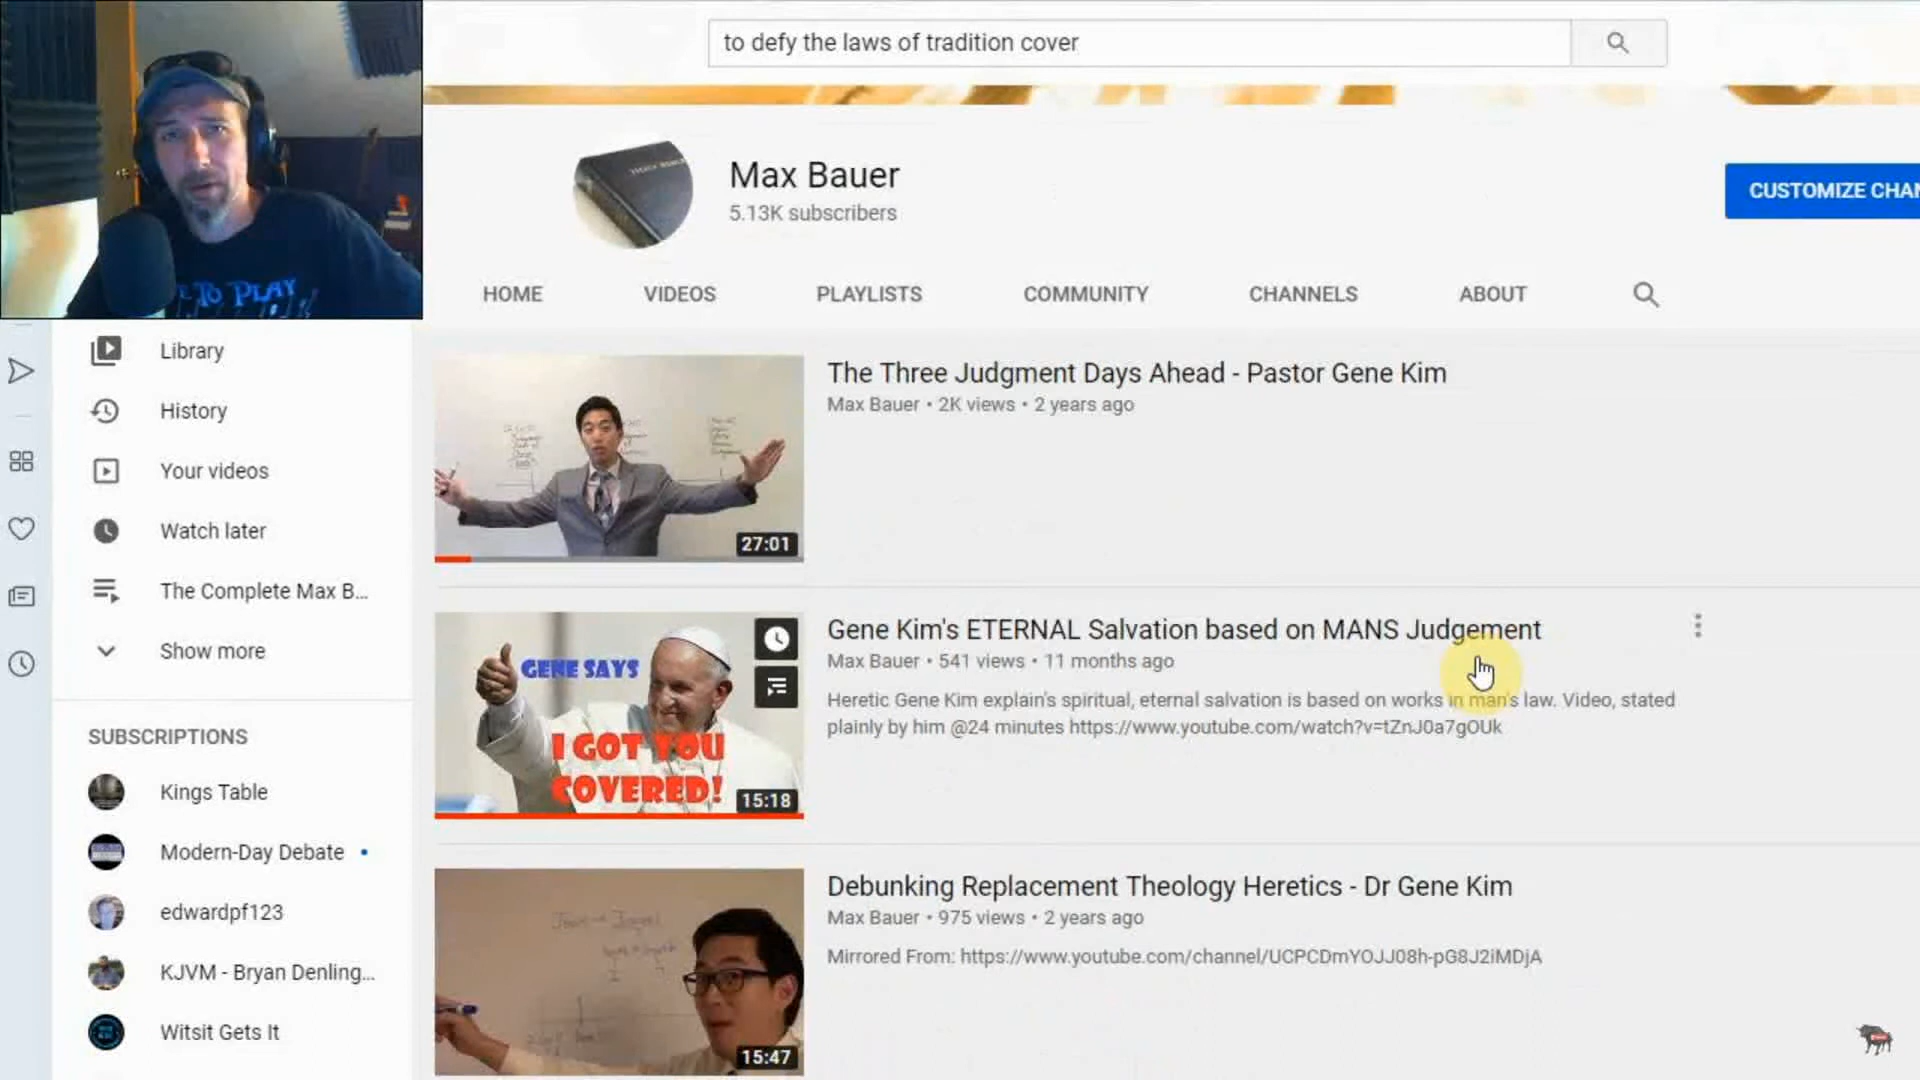 to defy the laws of tradition cover
TO PLAY
HOLY BIBLE
Max Bauer
5.13K subscribers
CUSTOMIZE CHAN
HOME VIDEOS PLAYLISTS COMMUNITY CHANNELS ABOUT
Library
History
Your videos
Watch later
The Complete Max B...
Show more
SUBSCRIPTIONS
Kings Table
Modern-Day Debate
edwardpf123
KJVM - Bryan Denling...
Witsit Gets It
27:01
The Three Judgment Days Ahead - Pastor Gene Kim
Max Bauer • 2K views • 2 years ago
GENE SAYS
I GOT YOU
COVERED!
15:18
Gene Kim's ETERNAL Salvation based on MANS Judgement
Max Bauer • 541 views • 11 months ago
Heretic Gene Kim explain's spiritual, eternal salvation is based on works in man's law. Video, stated
plainly by him @24 minutes https://www.youtube.com/watch?v=tZnJ0a7gOUk
15:47
Debunking Replacement Theology Heretics - Dr Gene Kim
Max Bauer • 975 views • 2 years ago
Mirrored From: https://www.youtube.com/channel/UCPCDmYOJJ08h-pG8J2iMDjA